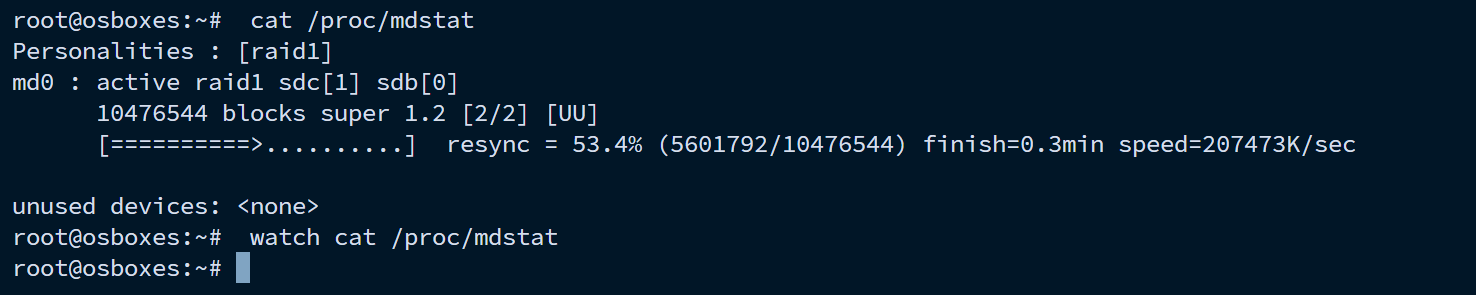 root@osboxes:~#  cat /proc/mdstat
Personalities : [raid1]
md0 : active raid1 sdc[1] sdb[0]
      10476544 blocks super 1.2 [2/2] [UU]
      [==========>..........]  resync = 53.4% (5601792/10476544) finish=0.3min speed=207473K/sec

unused devices: <none>
root@osboxes:~#  watch cat /proc/mdstat
root@osboxes:~#